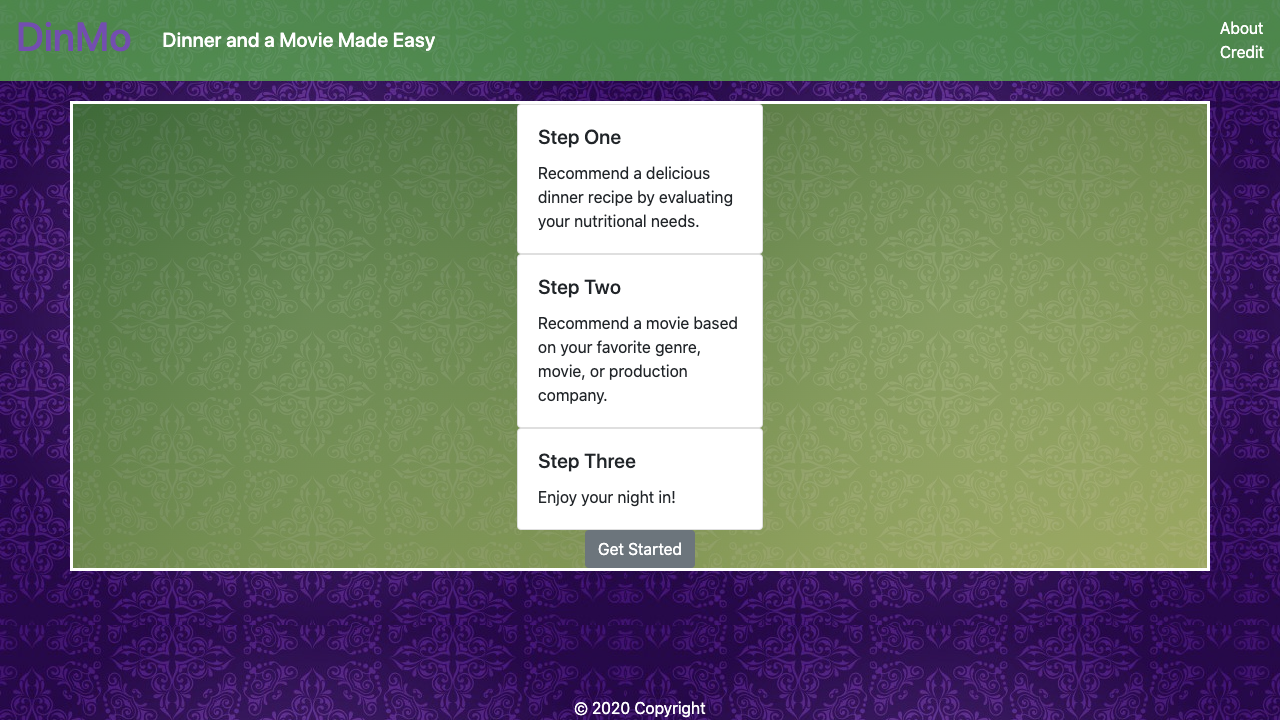 DinMo
Dinner and a Movie Made Easy
About
Credit
Step One
Recommend a delicious
dinner recipe by evaluating
your nutritional needs.
Step Two
Recommend a movie based
on your favorite genre,
movie, or production
company.
Step Three
Enjoy your night in!
Get Started
© 2020 Copyright